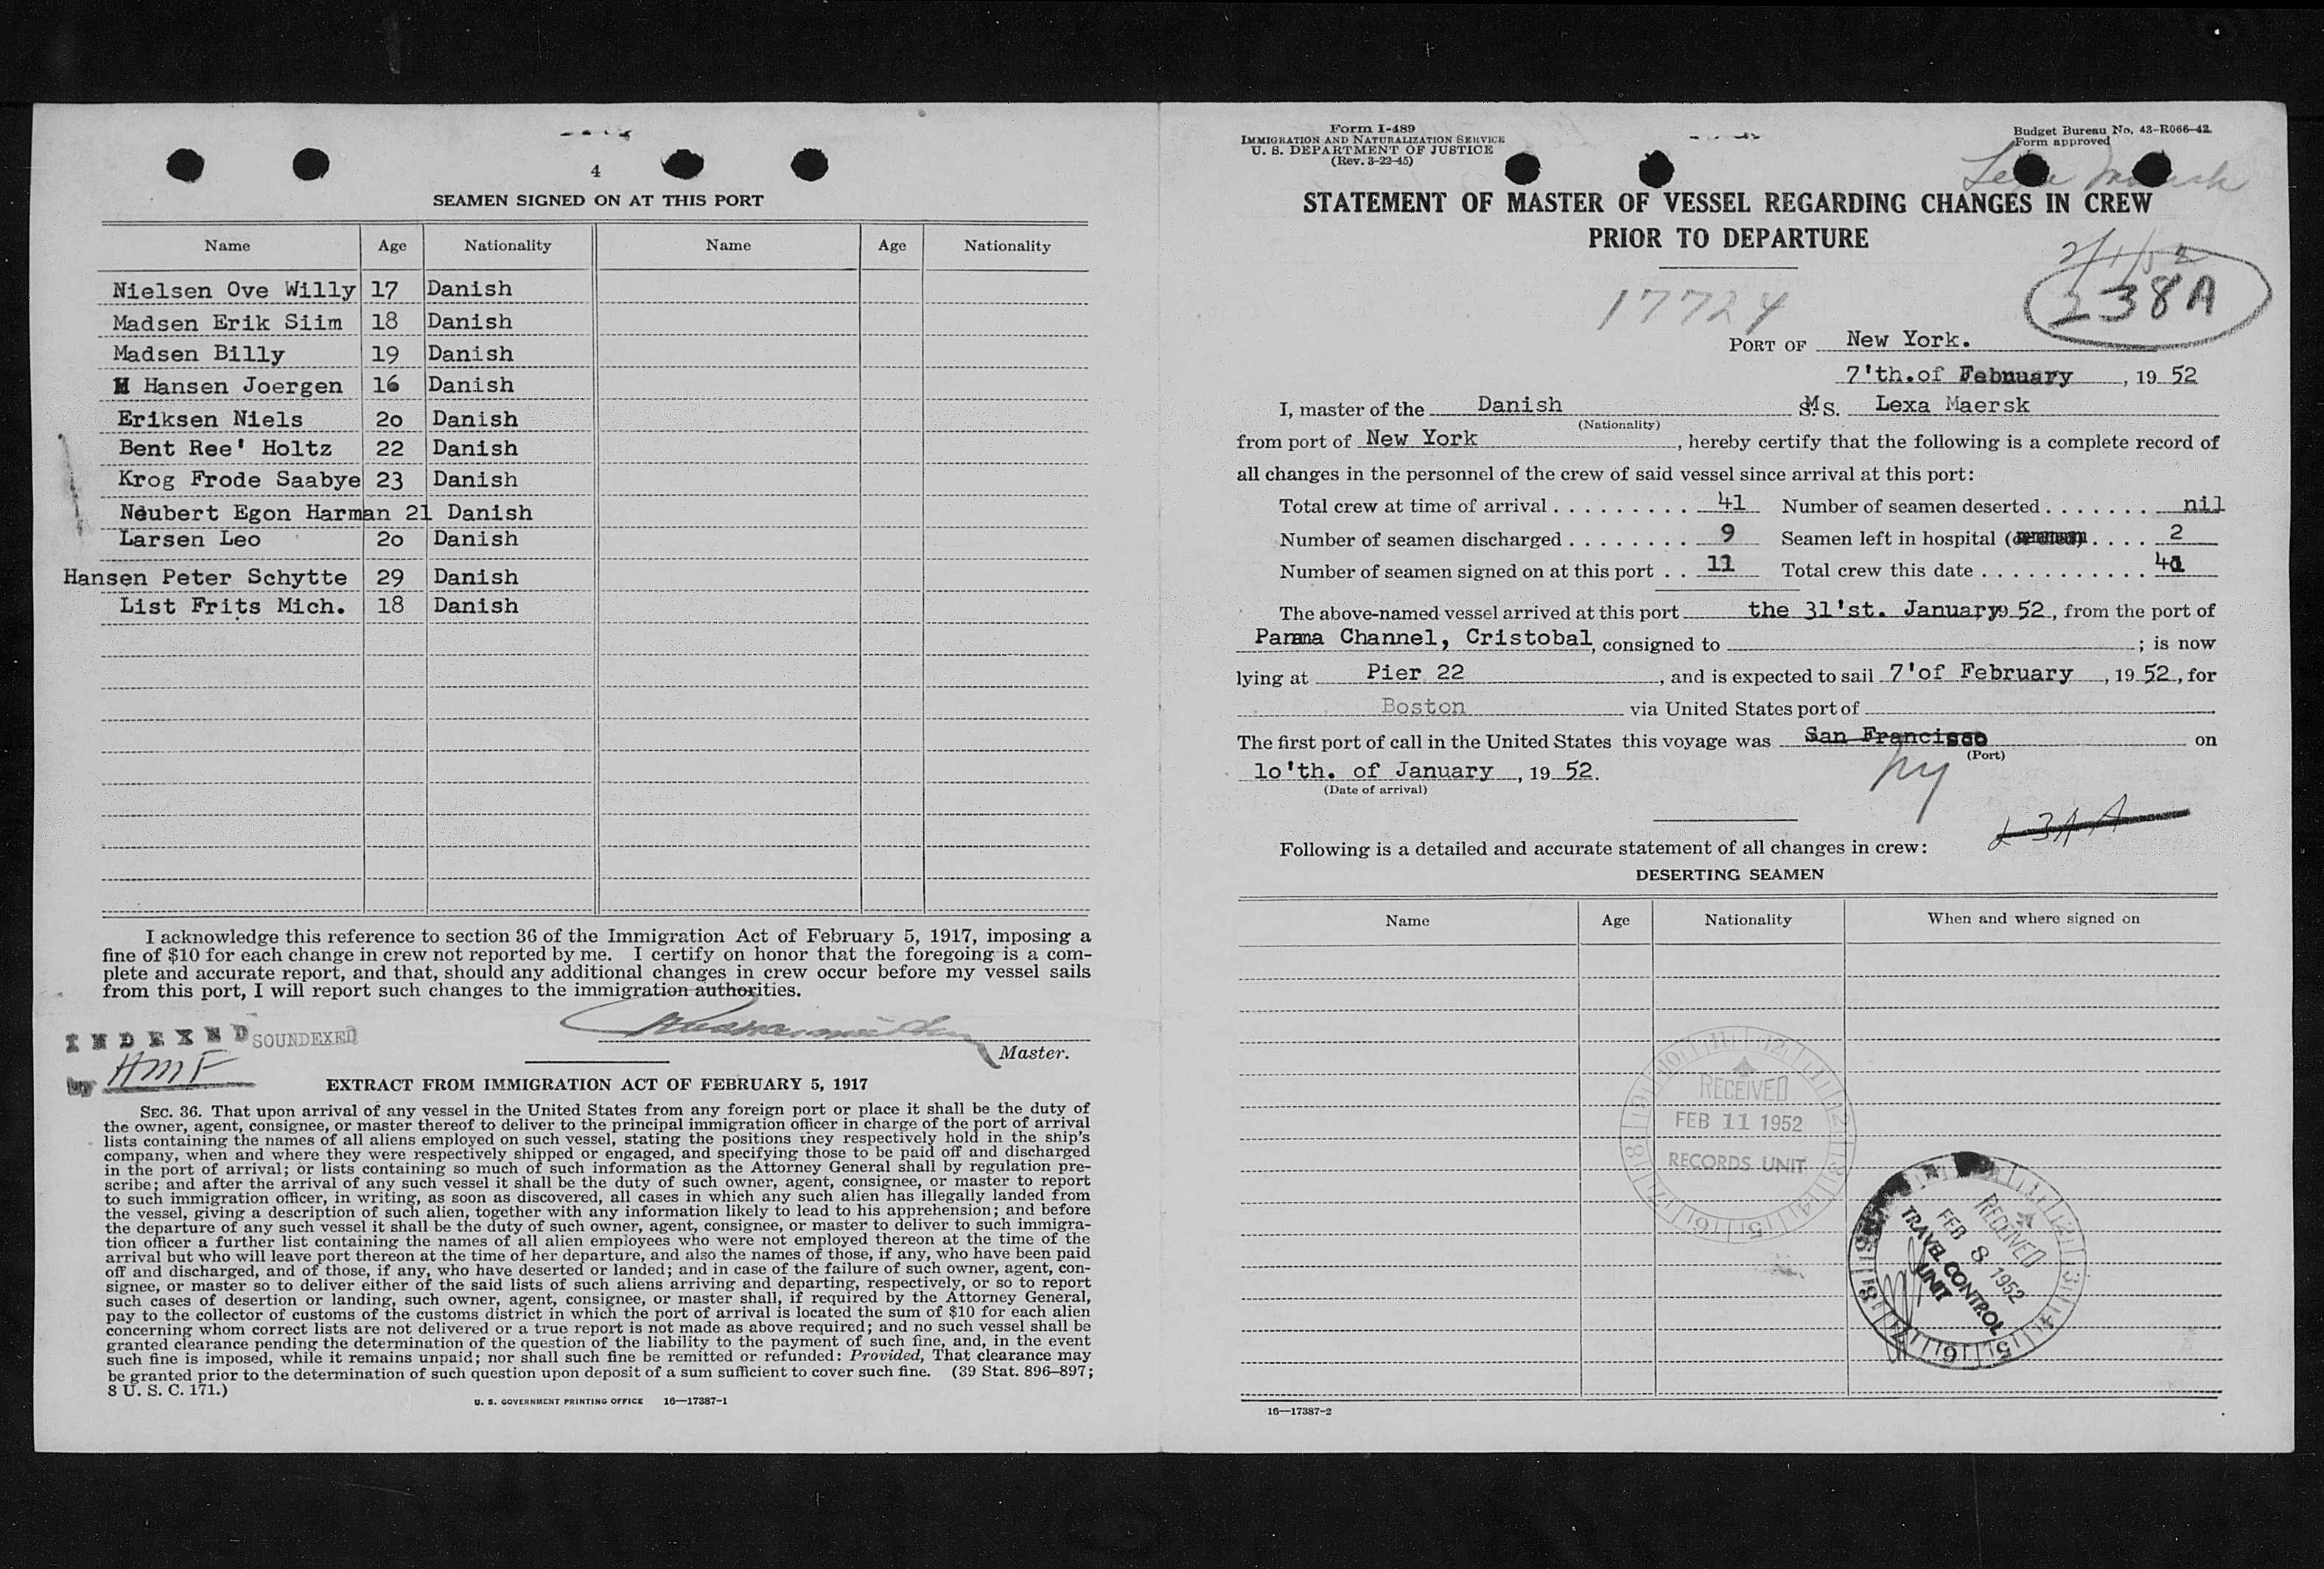 4
SEAMEN SIGNED ON AT THIS PORT
Name Age Nationality Name Age Nationality
Nielsen Ove Willy 17 Danish
Madsen Erik Siim 18 Danish
Madsen Billy 19 Danish
H Hansen Joergen 16 Danish
Eriksen Niels 2o Danish
Bent Ree' Holtz 22 Danish
Krog Frode Saabye 23 Danish
Neubert Egon Harman 21 Danish
Larsen Leo 2o Danish
Hansen Peter Schytte 29 Danish
List Frits Mich. 18 Danish
I acknowledge this reference to section 36 of the Immigration Act of February 5, 1917, imposing a
fine of $10 for each change in crew not reported by me. I certify on honor that the foregoing is a com-
plete and accurate report, and that, should any additional changes in crew occur before my vessel sails
from this port, I will report such changes to the immigration authorities.
INDEXED SOUNDEXED
Master.
by HMF
EXTRACT FROM IMMIGRATION ACT OF FEBRUARY 5, 1917
SEC. 36. That upon arrival of any vessel in the United States from any foreign port or place it shall be the duty of
the owner, agent, consignee, or master thereof to deliver to the principal immigration officer in charge of the port of arrival
lists containing the names of all aliens employed on such vessel, stating the positions they respectively hold in the ship's
company, when and where they were respectively shipped or engaged, and specifying those to be paid off and discharged
in the port of arrival; or lists containing so much of such information as the Attorney General shall by regulation pre-
scribe; and after the arrival of any such vessel it shall be the duty of such owner, agent, consignee, or master to report
to such immigration officer, in writing, as soon as discovered, all cases in which any such alien has illegally landed from
the vessel, giving a description of such alien, together with any information likely to lead to his apprehension; and before
the departure of any such vessel it shall be the duty of such owner, agent, consignee, or master to deliver to such immigra-
tion officer a further list containing the names of all alien employees who were not employed thereon at the time of the
arrival but who will leave port thereon at the time of her departure, and also the names of those, if any, who have been paid
off and discharged, and of those, if any, who have deserted or landed; and in case of the failure of such owner, agent, con-
signee, or master so to deliver either of the said lists of such aliens arriving and departing, respectively, or so to report
such cases of desertion or landing, such owner, agent, consignee, or master shall, if required by the Attorney General,
pay to the collector of customs of the customs district in which the port of arrival is located the sum of $10 for each alien
concerning whom correct lists are not delivered or a true report is not made as above required; and no such vessel shall be
granted clearance pending the determination of the question of the liability to the payment of such fine, and, in the event
such fine is imposed, while it remains unpaid; nor shall such fine be remitted or refunded: Provided, That clearance may
be granted prior to the determination of such question upon deposit of a sum sufficient to cover such fine. (39 Stat. 896–897;
8 U. S. C. 171.)
U. S. GOVERNMENT PRINTING OFFICE 16—17387-1
Form I-489
IMMIGRATION AND NATURALIZATION SERVICE
U. S. DEPARTMENT OF JUSTICE
(Rev. 3-22-45)
Budget Bureau No. 43-R066-42.
Form approved
Lexa Maersk
STATEMENT OF MASTER OF VESSEL REGARDING CHANGES IN CREW
PRIOR TO DEPARTURE
2/1/52
238A
17724
PORT OF New York.
7'th.of February, 19 52
I, master of the Danish M S. Lexa Maersk
(Nationality)
from port of New York, hereby certify that the following is a complete record of
all changes in the personnel of the crew of said vessel since arrival at this port:
Total crew at time of arrival 41 Number of seamen deserted nil
Number of seamen discharged 9 Seamen left in hospital 2
Number of seamen signed on at this port 11 Total crew this date 41
The above-named vessel arrived at this port the 31'st. January 19 52, from the port of
Panama Channel, Cristobal, consigned to ; is now
lying at Pier 22, and is expected to sail 7'of February, 19 52, for
Boston via United States port of
The first port of call in the United States this voyage was San Francisco on
(Port)
ny
lo'th. of January, 19 52.
(Date of arrival)
Following is a detailed and accurate statement of all changes in crew:
DESERTING SEAMEN
Name Age Nationality When and where signed on
RECEIVED
FEB 11 1952
RECORDS UNIT
RECEIVED
FEB 8 1952
TRAVEL CONTROL
UNIT
16—17387-2